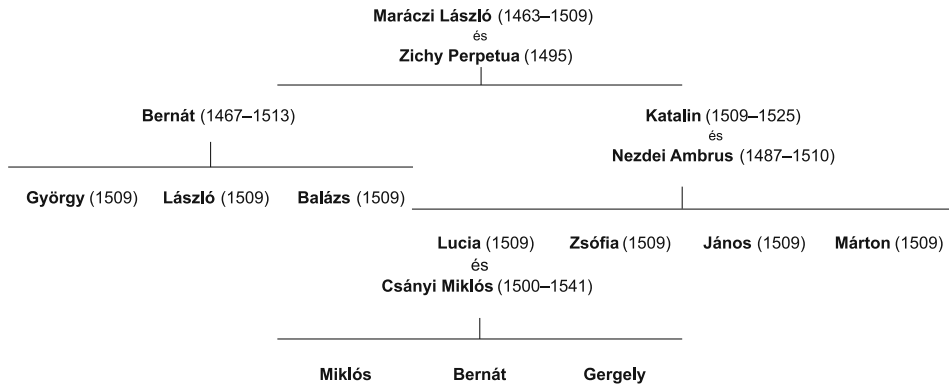 Maráczi László (1463–1509)
és
Zichy Perpetua (1495)
Bernát (1467–1513)
Katalin (1509–1525)
és
Nezdei Ambrus (1487–1510)
György (1509) László (1509) Balázs (1509)
Lucia (1509) Zsófia (1509) János (1509) Márton (1509)
és
Csányi Miklós (1500–1541)
Miklós Bernát Gergely